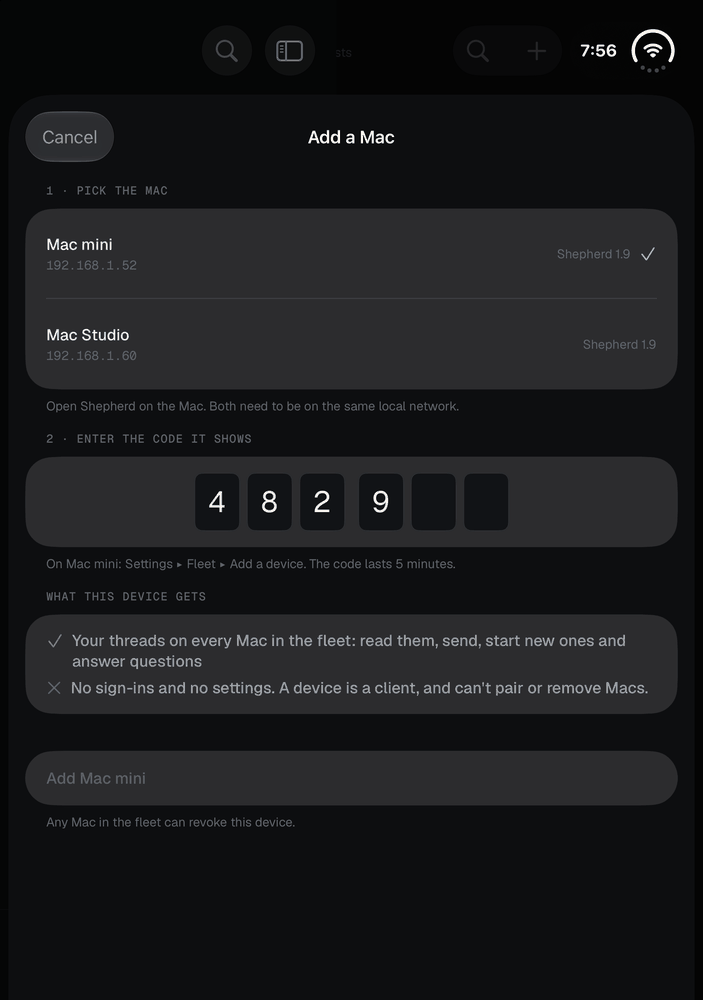 sts
7:56
Cancel
Add a Mac
1 · PICK THE MAC
Mac mini
192.168.1.52
Shepherd 1.9
Mac Studio
192.168.1.60
Shepherd 1.9
Open Shepherd on the Mac. Both need to be on the same local network.
2 · ENTER THE CODE IT SHOWS
4 8 2 9
On Mac mini: Settings ▸ Fleet ▸ Add a device. The code lasts 5 minutes.
WHAT THIS DEVICE GETS
Your threads on every Mac in the fleet: read them, send, start new ones and
answer questions
No sign-ins and no settings. A device is a client, and can't pair or remove Macs.
Add Mac mini
Any Mac in the fleet can revoke this device.